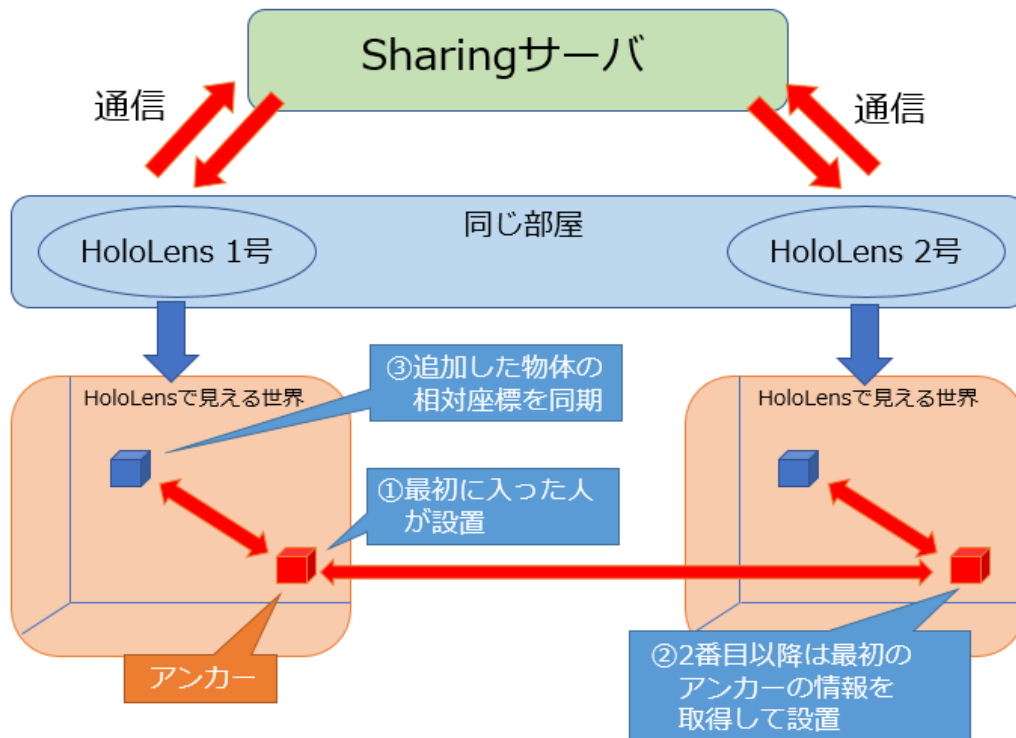 Sharingサーバ
通信
通信
同じ部屋
HoloLens 1号
HoloLens 2号
HoloLensで見える世界
HoloLensで見える世界
③追加した物体の
相対座標を同期
①最初に入った人
が設置
アンカー
②2番目以降は最初の
アンカーの情報を
取得して設置